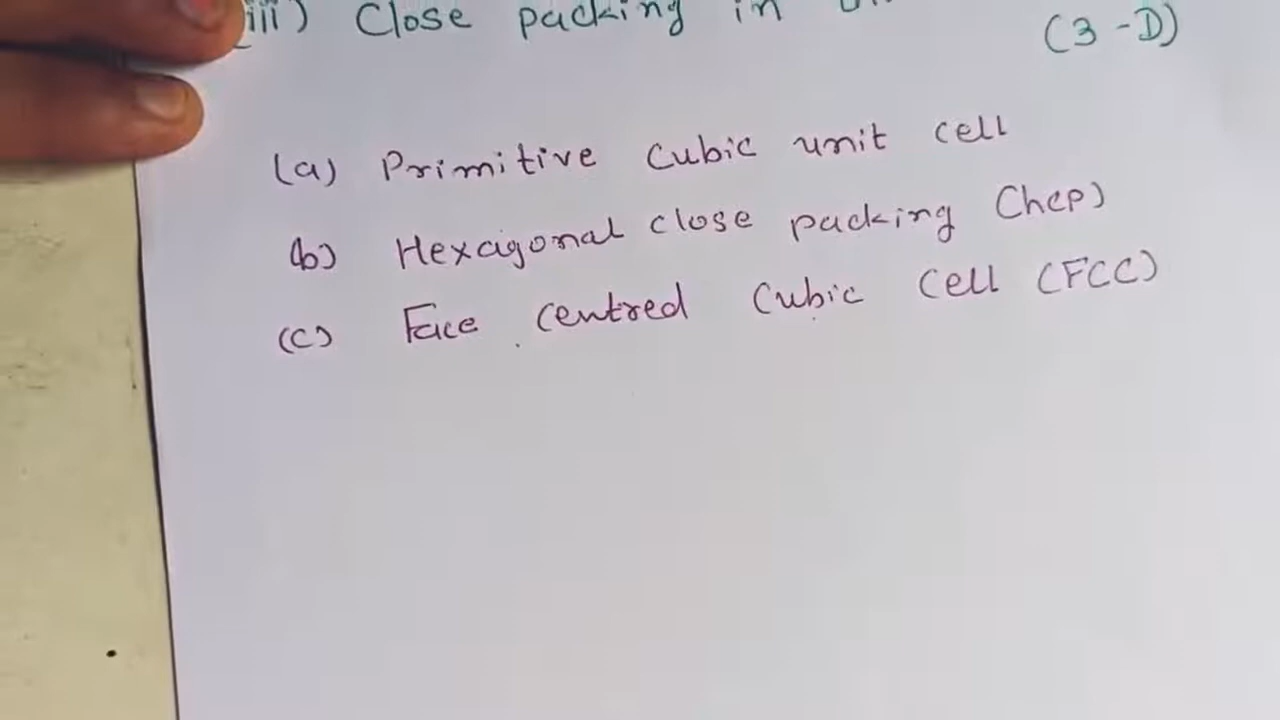 (iii) Close packing in
(3-D)
(a) Primitive Cubic unit cell
(b) Hexagonal close packing (hcp)
(c) Face centred Cubic Cell (FCC)